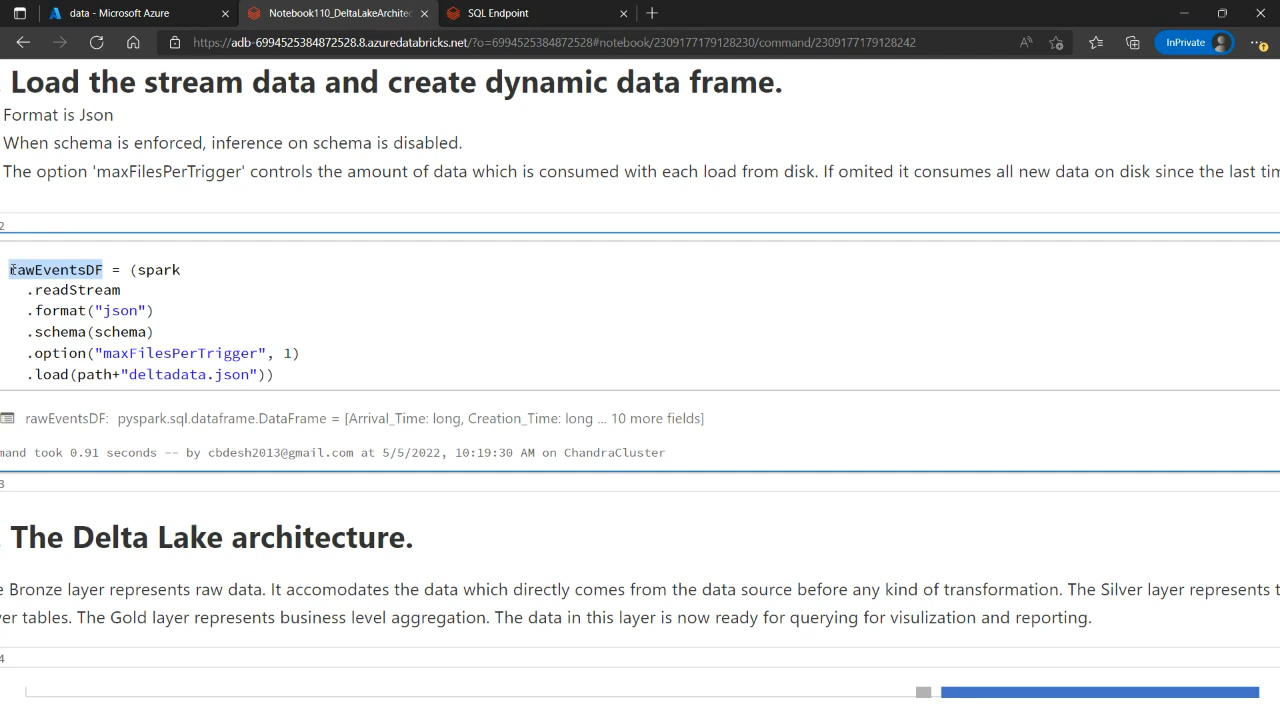 data - Microsoft Azure
Notebook110_DeltaLakeArchitec
SQL Endpoint
https://adb-6994525384872528.8.azuredatabricks.net/?o=6994525384872528#notebook/2309177179128230/command/2309177179128242
InPrivate
. Load the stream data and create dynamic data frame.
Format is Json
When schema is enforced, inference on schema is disabled.
The option 'maxFilesPerTrigger' controls the amount of data which is consumed with each load from disk. If omited it consumes all new data on disk since the last tim
2
rawEventsDF = (spark
.readStream
.format("json")
.schema(schema)
.option("maxFilesPerTrigger", 1)
.load(path+"deltadata.json"))
rawEventsDF: pyspark.sql.dataframe.DataFrame = [Arrival_Time: long, Creation_Time: long ... 10 more fields]
mand took 0.91 seconds -- by cbdesh2013@gmail.com at 5/5/2022, 10:19:30 AM on ChandraCluster
3
. The Delta Lake architecture.
e Bronze layer represents raw data. It accomodates the data which directly comes from the data source before any kind of transformation. The Silver layer represents t
ver tables. The Gold layer represents business level aggregation. The data in this layer is now ready for querying for visulization and reporting.
4